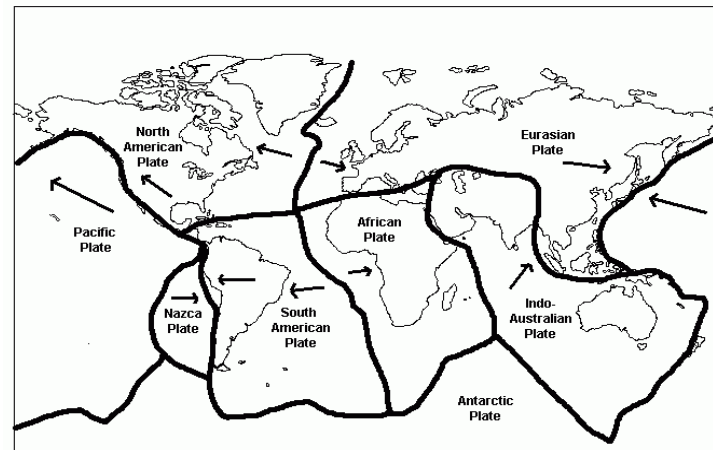 North
American
Plate
Eurasian
Plate
African
Plate
Pacific
Plate
Nazca
Plate
South
American
Plate
Indo-
Australian
Plate
Antarctic
Plate